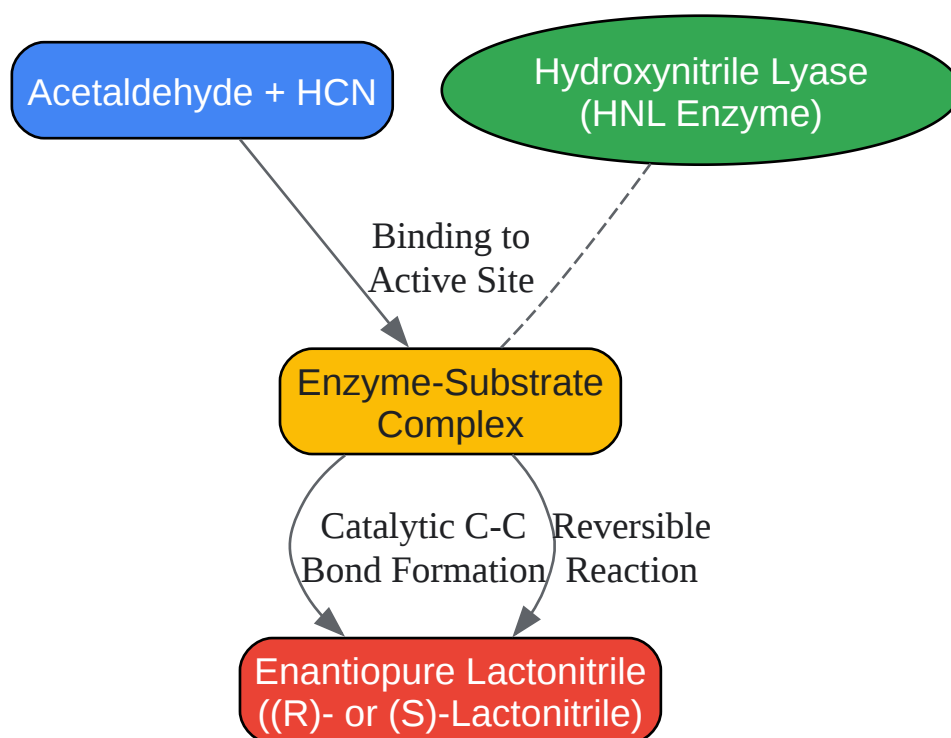 Acetaldehyde + HCN
Hydroxynitrile Lyase
(HNL Enzyme)
Binding to
Active Site
Enzyme-Substrate
Complex
Catalytic C-C
Bond Formation
Reversible
Reaction
Enantiopure Lactonitrile
((R)- or (S)-Lactonitrile)